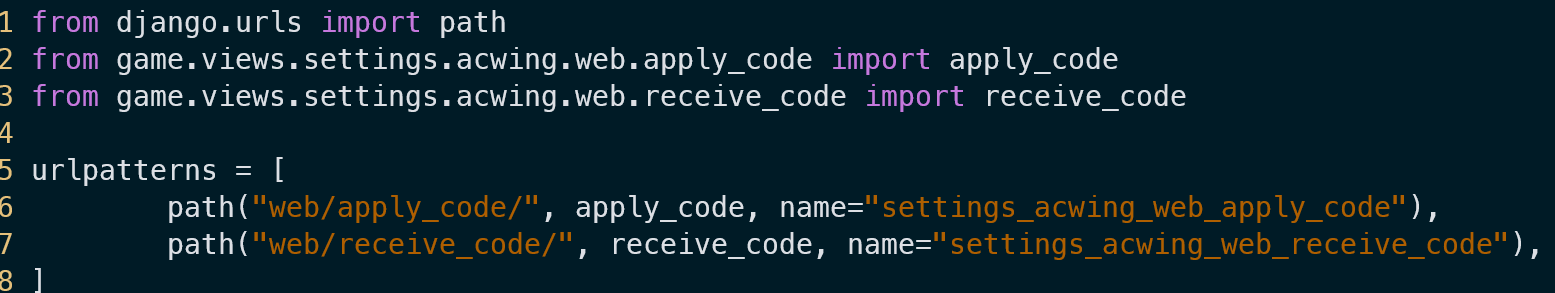 1 from django.urls import path
2 from game.views.settings.acwing.web.apply_code import apply_code
3 from game.views.settings.acwing.web.receive_code import receive_code
4
5 urlpatterns = [
6         path("web/apply_code/", apply_code, name="settings_acwing_web_apply_code"),
7         path("web/receive_code/", receive_code, name="settings_acwing_web_receive_code"),
8 ]